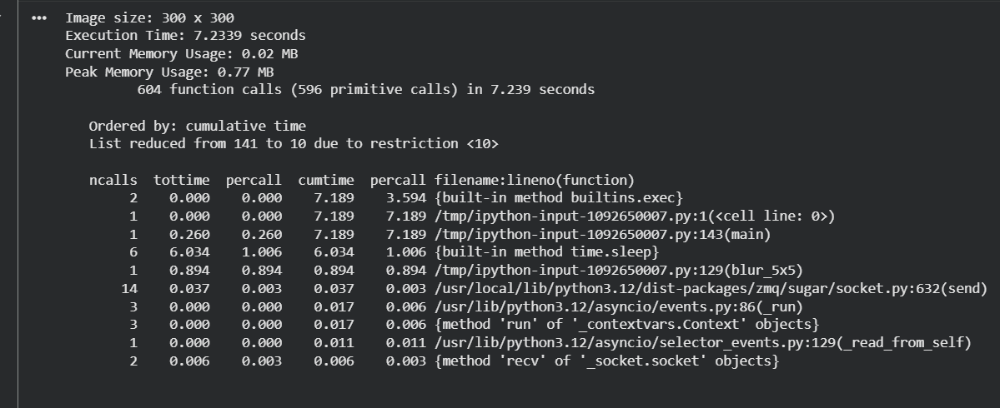 ••• Image size: 300 x 300
Execution Time: 7.2339 seconds
Current Memory Usage: 0.02 MB
Peak Memory Usage: 0.77 MB
604 function calls (596 primitive calls) in 7.239 seconds
Ordered by: cumulative time
List reduced from 141 to 10 due to restriction <10>
ncalls tottime percall cumtime percall filename:lineno(function)
2 0.000 0.000 7.189 3.594 {built-in method builtins.exec}
1 0.000 0.000 7.189 7.189 /tmp/ipython-input-1092650007.py:1(<cell line: 0>)
1 0.260 0.260 7.189 7.189 /tmp/ipython-input-1092650007.py:143(main)
6 6.034 1.006 6.034 1.006 {built-in method time.sleep}
1 0.894 0.894 0.894 0.894 /tmp/ipython-input-1092650007.py:129(blur_5x5)
14 0.037 0.003 0.037 0.003 /usr/local/lib/python3.12/dist-packages/zmq/sugar/socket.py:632(send)
3 0.000 0.000 0.017 0.006 /usr/lib/python3.12/asyncio/events.py:86(_run)
3 0.000 0.000 0.017 0.006 {method 'run' of '_contextvars.Context' objects}
1 0.000 0.000 0.011 0.011 /usr/lib/python3.12/asyncio/selector_events.py:129(_read_from_self)
2 0.006 0.003 0.006 0.003 {method 'recv' of '_socket.socket' objects}